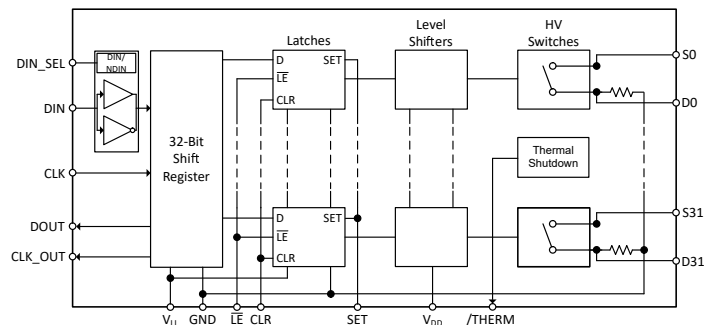 Latches
Level
Shifters
HV
Switches
DIN_SEL
DIN/
NDIN
DIN
CLK
DOUT
CLK_OUT
32-Bit
Shift
Register
D
SET
LE
CLR
S0
D0
Thermal
Shutdown
D
SET
LE
CLR
S31
D31
VLL
GND
LE
CLR
SET
VDD
/THERM